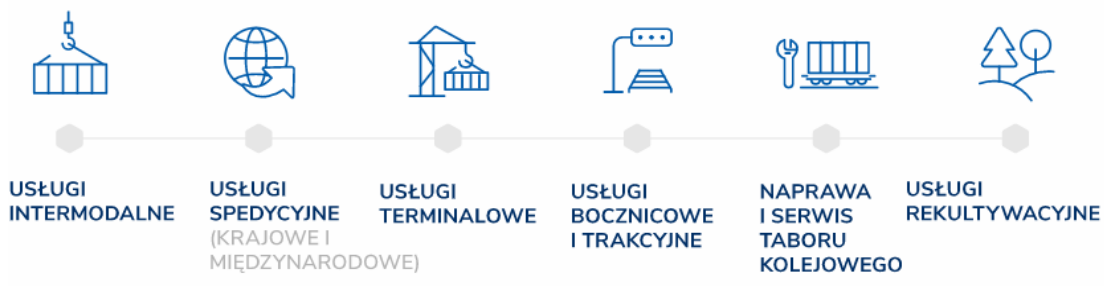 USŁUGI
INTERMODALNE
USŁUGI
SPEDYCYJNE
(KRAJOWE I
MIĘDZYNARODOWE)
USŁUGI
TERMINALOWE
USŁUGI
BOCZNICOWE
I TRAKCYJNE
NAPRAWA
I SERWIS
TABORU
KOLEJOWEGO
USŁUGI
REKULTYWACYJNE